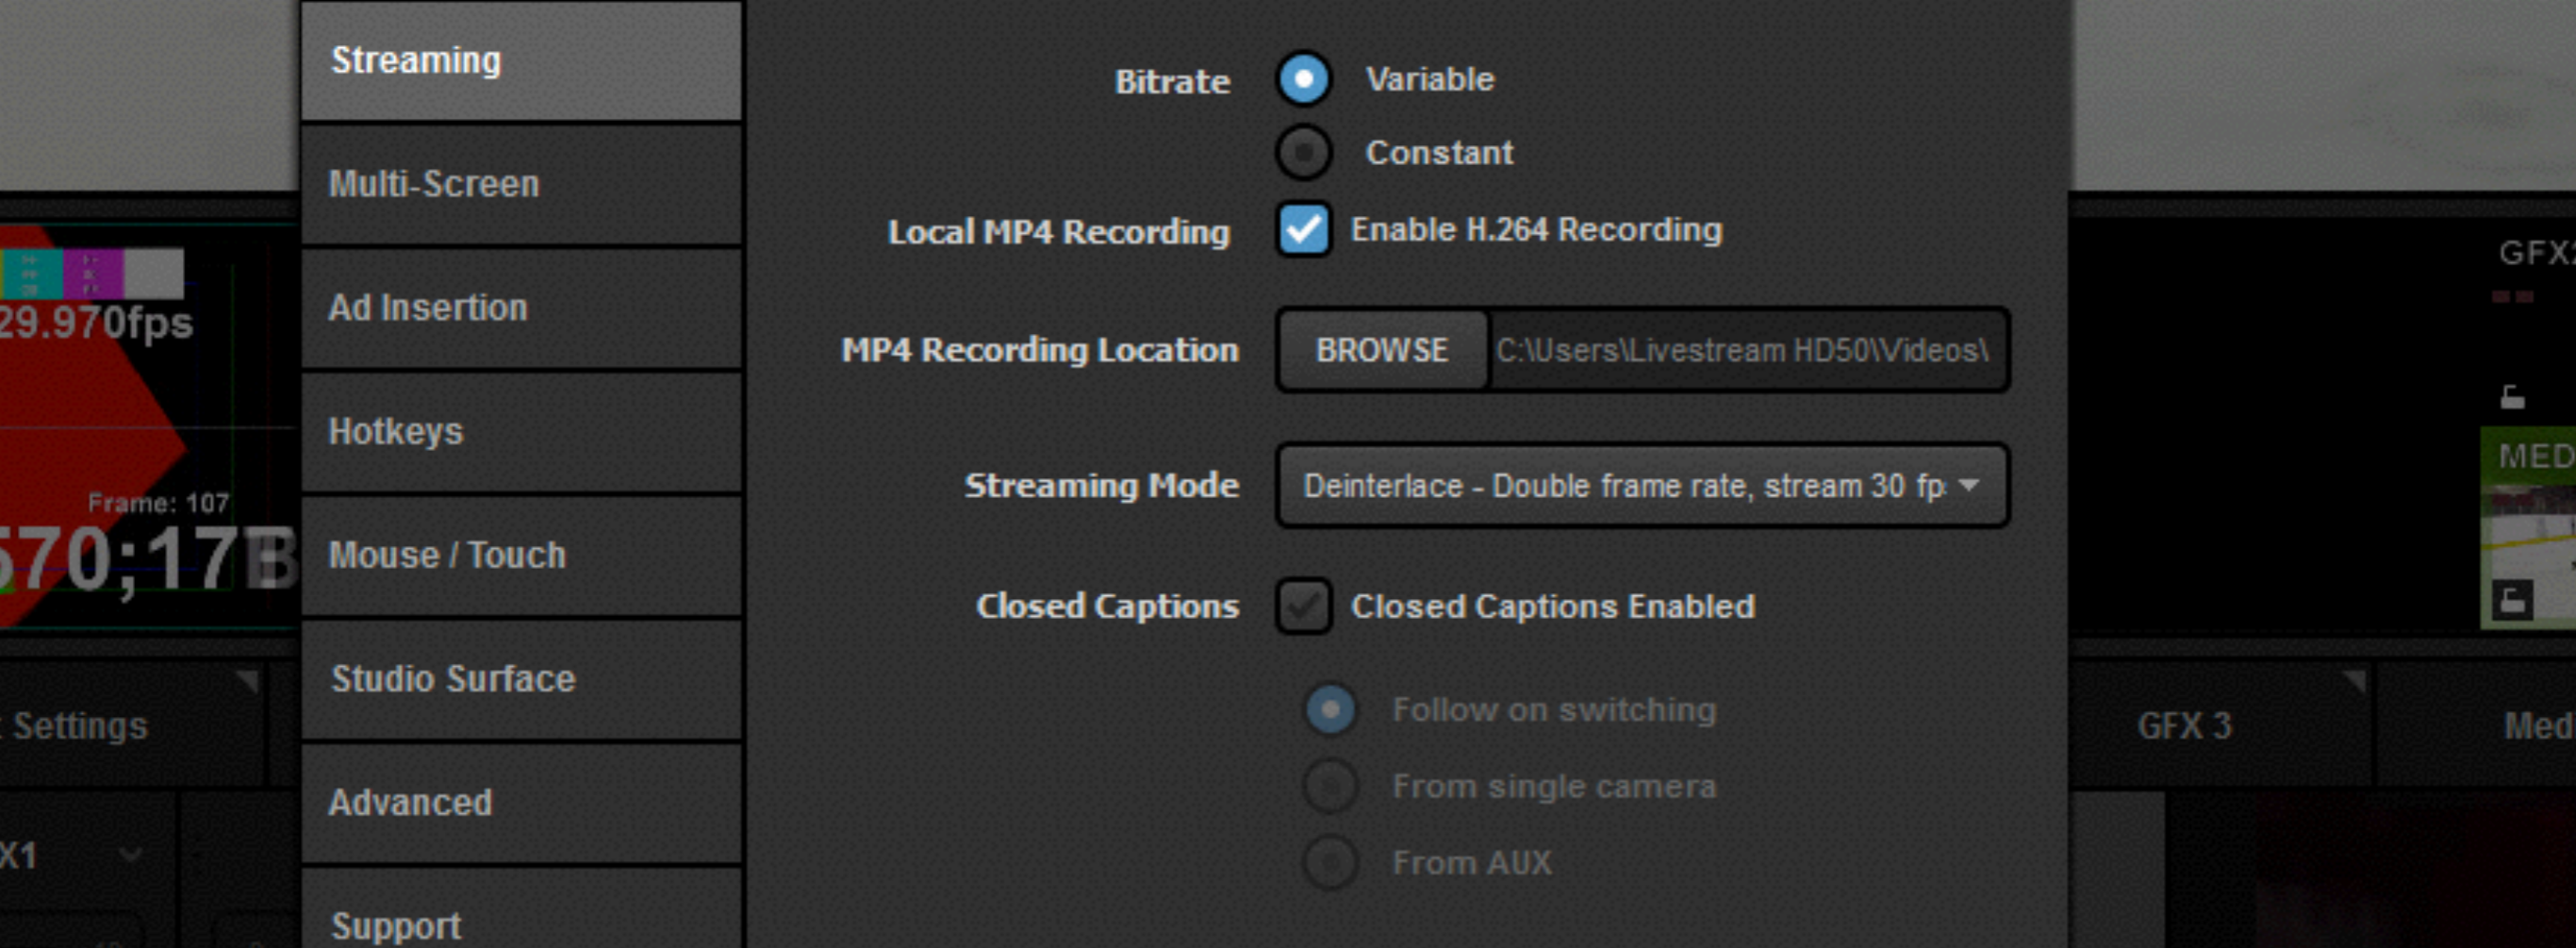 Streaming
Multi-Screen
Ad Insertion
Hotkeys
Mouse / Touch
Studio Surface
Advanced
Support
Bitrate
Variable
Constant
Local MP4 Recording
Enable H.264 Recording
MP4 Recording Location
BROWSE
C:\Users\Livestream HD50\Videos\
Streaming Mode
Deinterlace - Double frame rate, stream 30 fp
Closed Captions
Closed Captions Enabled
Follow on switching
From single camera
From AUX
29.970fps
Frame: 107
570;17
Settings
X1
GFX2
MED
GFX 3
Med